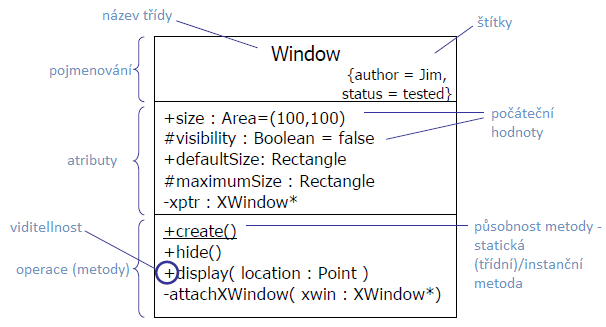 název třídy
štítky
Window
{author = Jim,
status = tested}
pojmenování
+size : Area=(100,100)
#visibility : Boolean = false
+defaultSize: Rectangle
#maximumSize : Rectangle
-xptr : XWindow*
počáteční
hodnoty
atributy
viditellnost
+create()
+hide()
+display( location : Point )
-attachXWindow( xwin : XWindow*)
operace (metody)
působnost metody -
statická
(třídní)/instanční
metoda